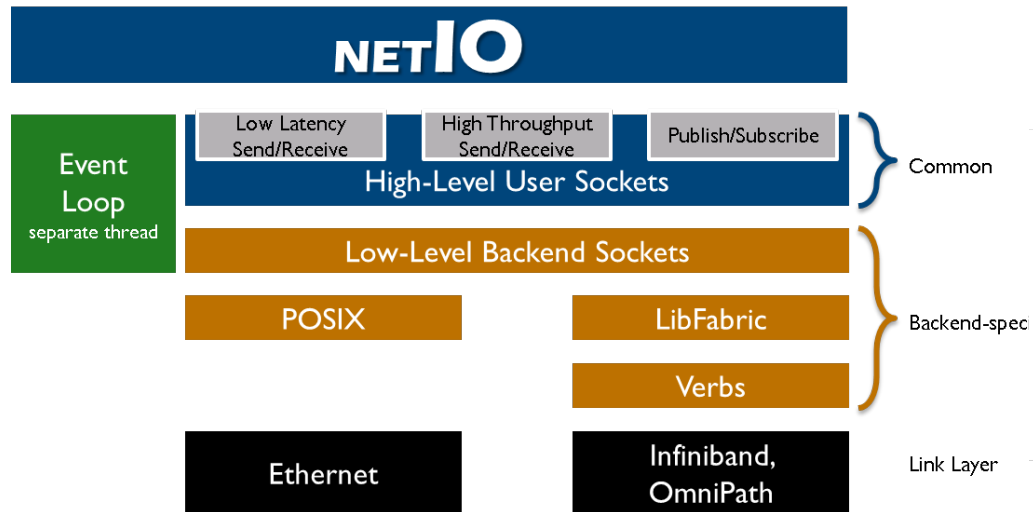 NETIO
Low Latency
Send/Receive
High Throughput
Send/Receive
Publish/Subscribe
Event
Loop
separate thread
High-Level User Sockets
Common
Low-Level Backend Sockets
POSIX
LibFabric
Backend-speci
Verbs
Ethernet
Infiniband,
OmniPath
Link Layer